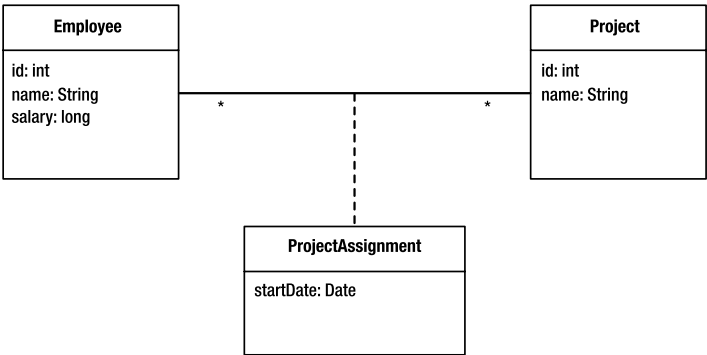 Employee
id: int
name: String
salary: long
Project
id: int
name: String
*
*
ProjectAssignment
startDate: Date